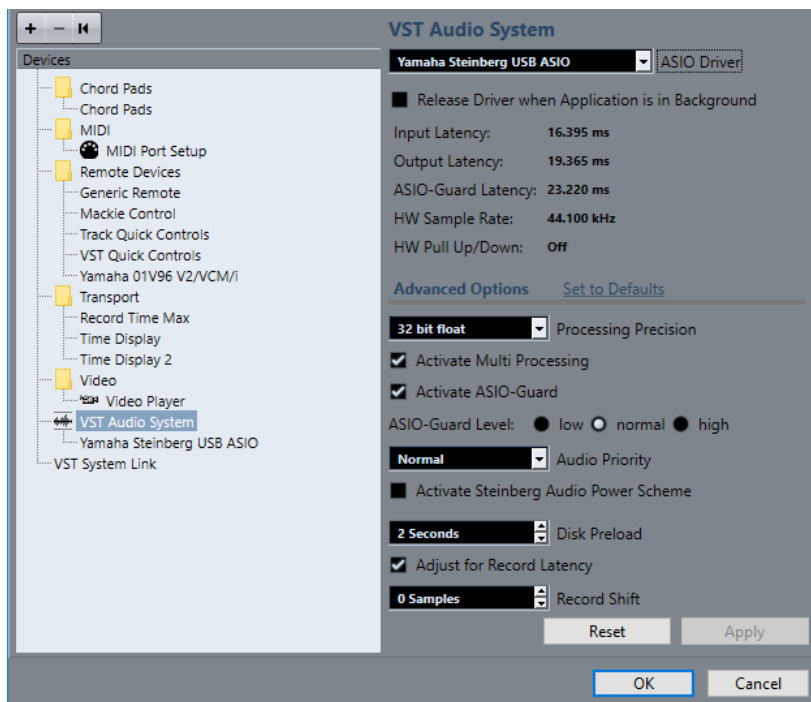 Devices
Chord Pads
Chord Pads
MIDI
MIDI Port Setup
Remote Devices
Generic Remote
Mackie Control
Track Quick Controls
VST Quick Controls
Yamaha 01V96 V2/VCM/i
Transport
Record Time Max
Time Display
Time Display 2
Video
Video Player
VST Audio System
Yamaha Steinberg USB ASIO
VST System Link
VST Audio System
Yamaha Steinberg USB ASIO ASIO Driver
Release Driver when Application is in Background
Input Latency: 16.395 ms
Output Latency: 19.365 ms
ASIO-Guard Latency: 23.220 ms
HW Sample Rate: 44.100 kHz
HW Pull Up/Down: Off
Advanced Options Set to Defaults
32 bit float Processing Precision
Activate Multi Processing
Activate ASIO-Guard
ASIO-Guard Level: low normal high
Normal Audio Priority
Activate Steinberg Audio Power Scheme
2 Seconds Disk Preload
Adjust for Record Latency
0 Samples Record Shift
Reset Apply
OK Cancel